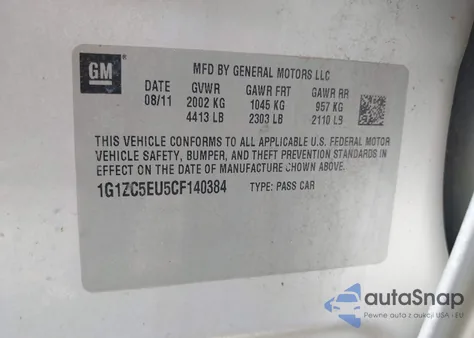 GM
MFD BY GENERAL MOTORS LLC
DATE GVWR GAWR FRT GAWR RR
08/11 2002 KG 1045 KG 957 KG
4413 LB 2303 LB 2110 LB
THIS VEHICLE CONFORMS TO ALL APPLICABLE U.S. FEDERAL MOTOR
VEHICLE SAFETY, BUMPER, AND THEFT PREVENTION STANDARDS IN
EFFECT ON THE DATE OF MANUFACTURE SHOWN ABOVE.
1G1ZC5EU5CF140384 TYPE: PASS CAR
autoSnap
Pewne auta z aukcji USA i EU